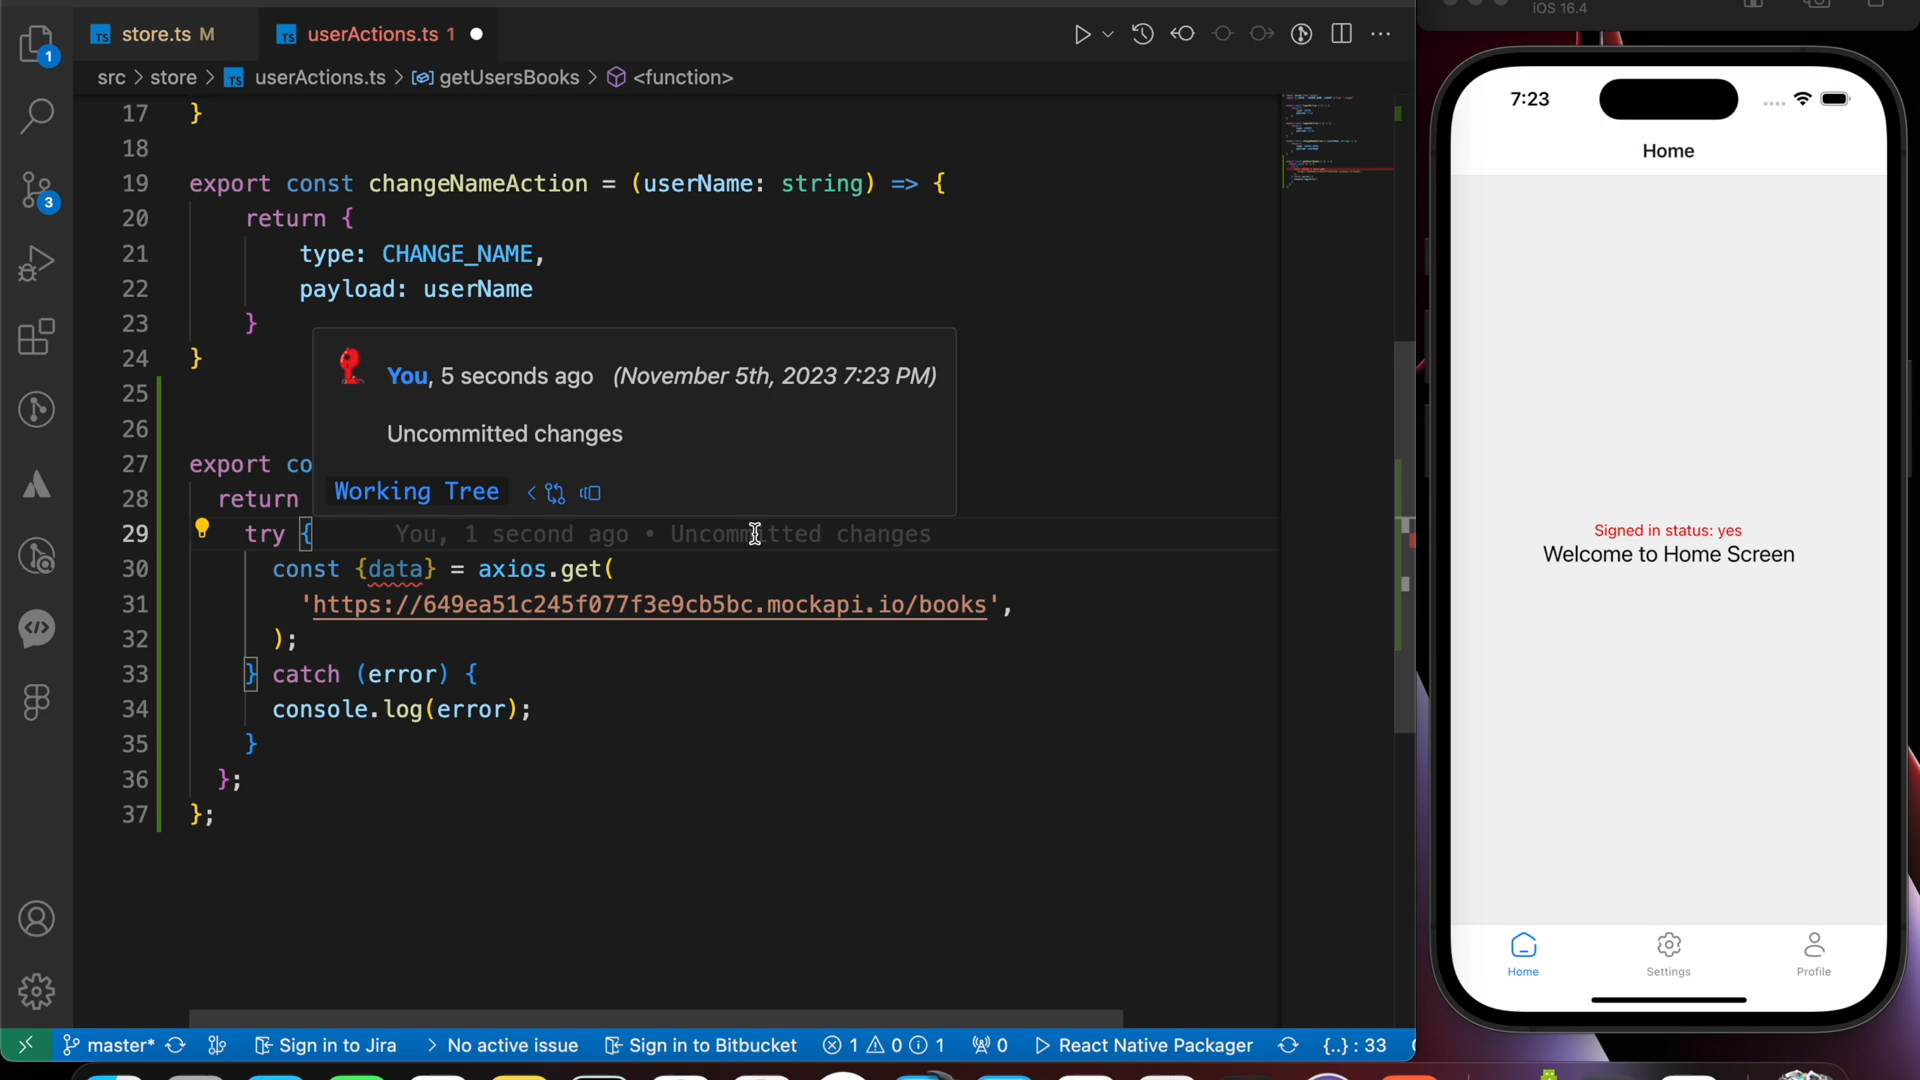 iOS 16.4
TS store.ts M
TS userActions.ts 1
src > store > TS userActions.ts > getUsersBooks > <function>
17 }
18
19 export const changeNameAction = (userName: string) => {
20 return {
21 type: CHANGE_NAME,
22 payload: userName
23 }
24 }
25
26
27 export co
28 return
29 try { You, 1 second ago • Uncommitted changes
30 const {data} = axios.get(
31 'https://649ea51c245f077f3e9cb5bc.mockapi.io/books',
32 );
33 } catch (error) {
34 console.log(error);
35 }
36 };
37 };
You, 5 seconds ago (November 5th, 2023 7:23 PM)
Uncommitted changes
Working Tree
1
3
master*
Sign in to Jira
No active issue
Sign in to Bitbucket
1 0 1
0
React Native Packager
{..} : 33
7:23
Home
Signed in status: yes
Welcome to Home Screen
Home
Settings
Profile